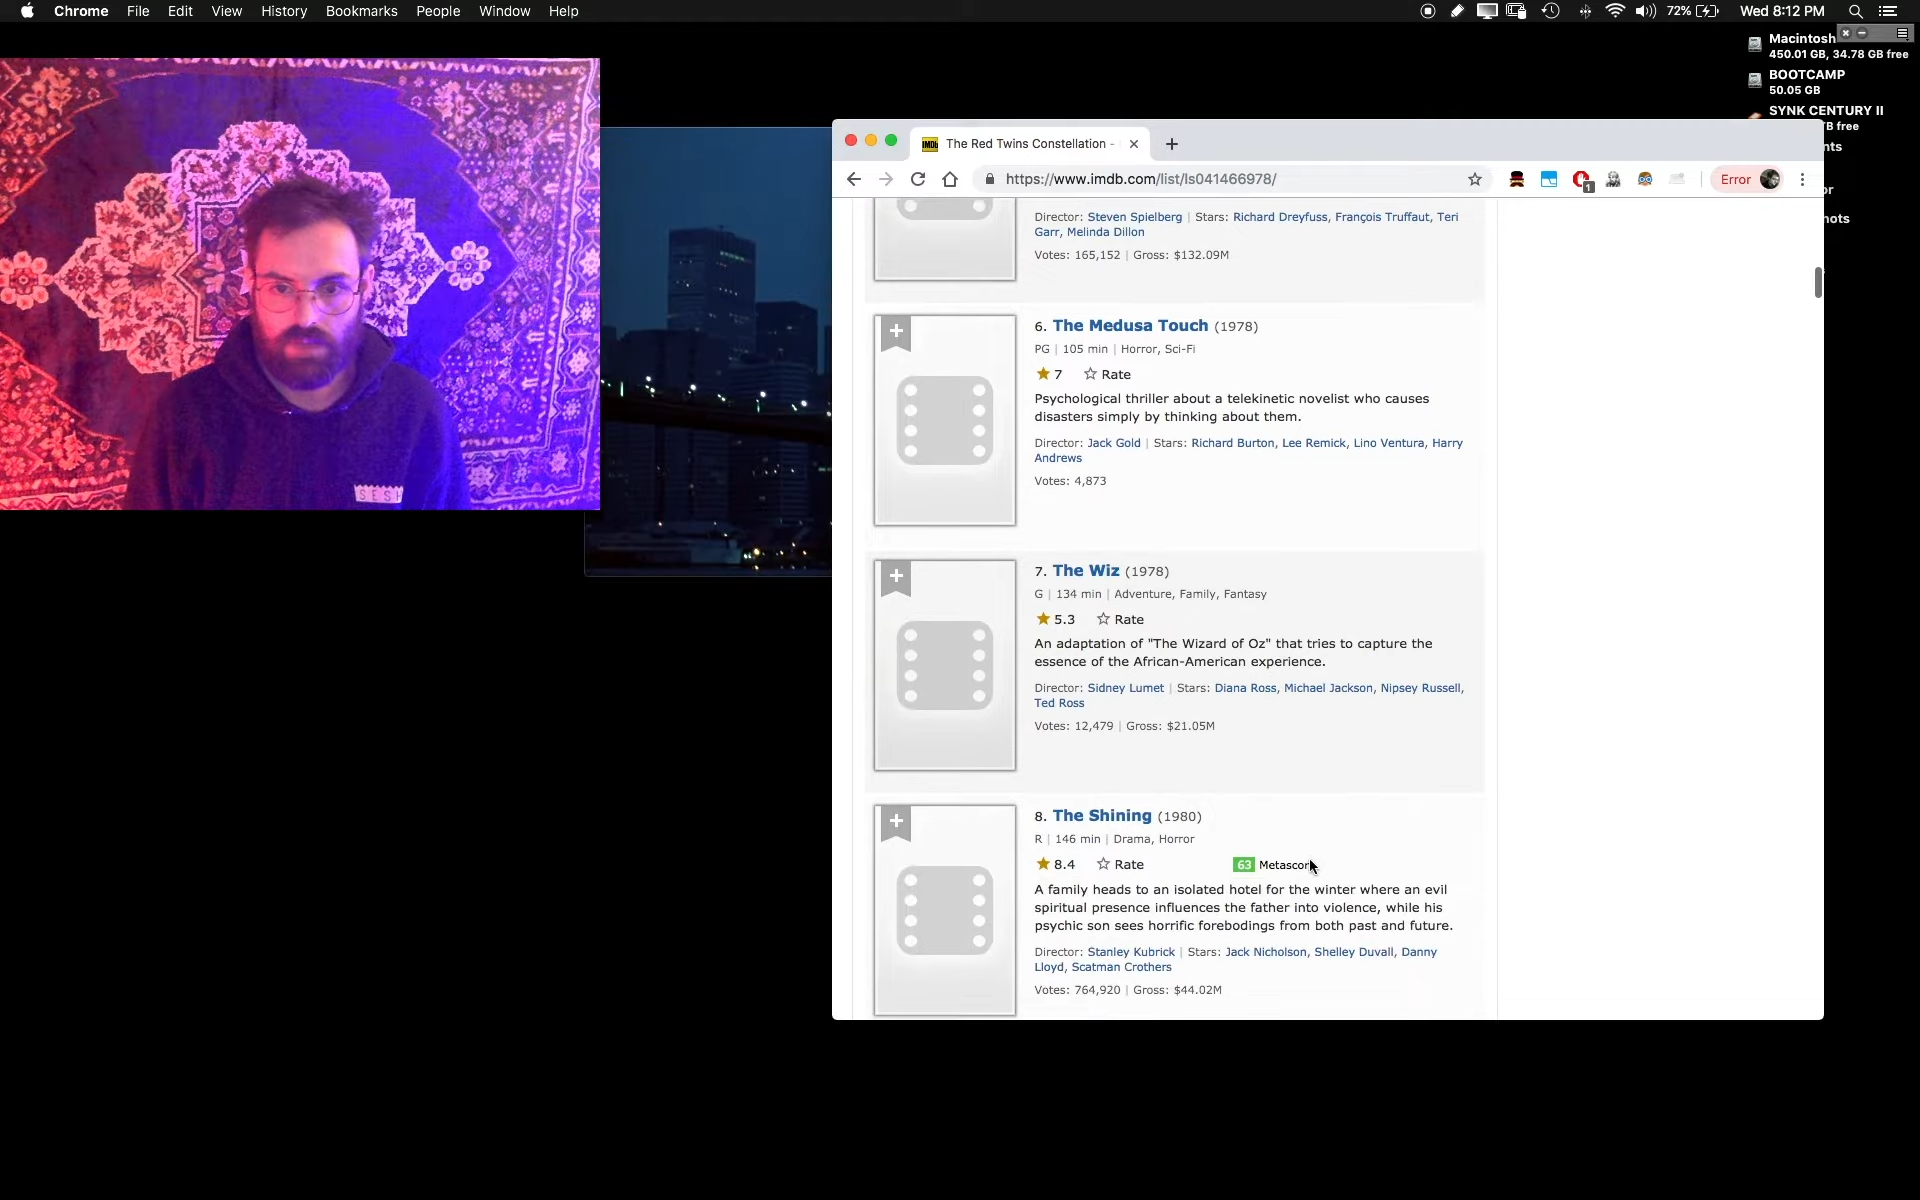 Chrome File Edit View History Bookmarks People Window Help
72% Wed 8:12 PM
Macintosh
450.01 GB, 34.78 GB free
BOOTCAMP
50.05 GB
SYNK CENTURY II
TB free
nts
or
hots
SESH
IMDb The Red Twins Constellation -
https://www.imdb.com/list/ls041466978/
1
Error
Director: Steven Spielberg | Stars: Richard Dreyfuss, François Truffaut, Teri
Garr, Melinda Dillon
Votes: 165,152 | Gross: $132.09M
6. The Medusa Touch (1978)
PG | 105 min | Horror, Sci-Fi
7 Rate
Psychological thriller about a telekinetic novelist who causes
disasters simply by thinking about them.
Director: Jack Gold | Stars: Richard Burton, Lee Remick, Lino Ventura, Harry
Andrews
Votes: 4,873
7. The Wiz (1978)
G | 134 min | Adventure, Family, Fantasy
5.3 Rate
An adaptation of "The Wizard of Oz" that tries to capture the
essence of the African-American experience.
Director: Sidney Lumet | Stars: Diana Ross, Michael Jackson, Nipsey Russell,
Ted Ross
Votes: 12,479 | Gross: $21.05M
8. The Shining (1980)
R | 146 min | Drama, Horror
8.4 Rate 63 Metascor
A family heads to an isolated hotel for the winter where an evil
spiritual presence influences the father into violence, while his
psychic son sees horrific forebodings from both past and future.
Director: Stanley Kubrick | Stars: Jack Nicholson, Shelley Duvall, Danny
Lloyd, Scatman Crothers
Votes: 764,920 | Gross: $44.02M